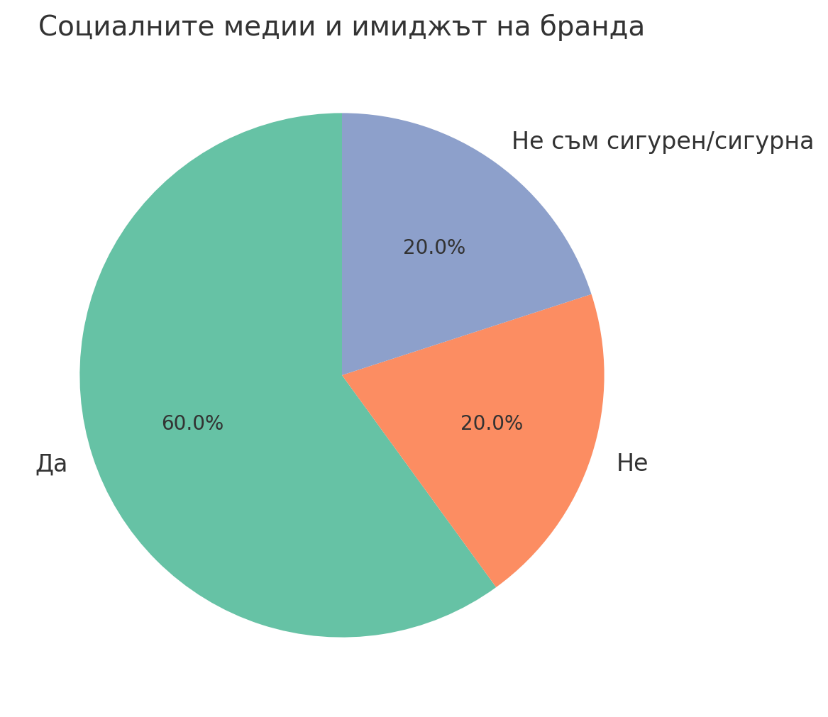 Социалните медии и имиджът на бранда
Не съм сигурен/сигурна
20.0%
60.0%
20.0%
Да
Не